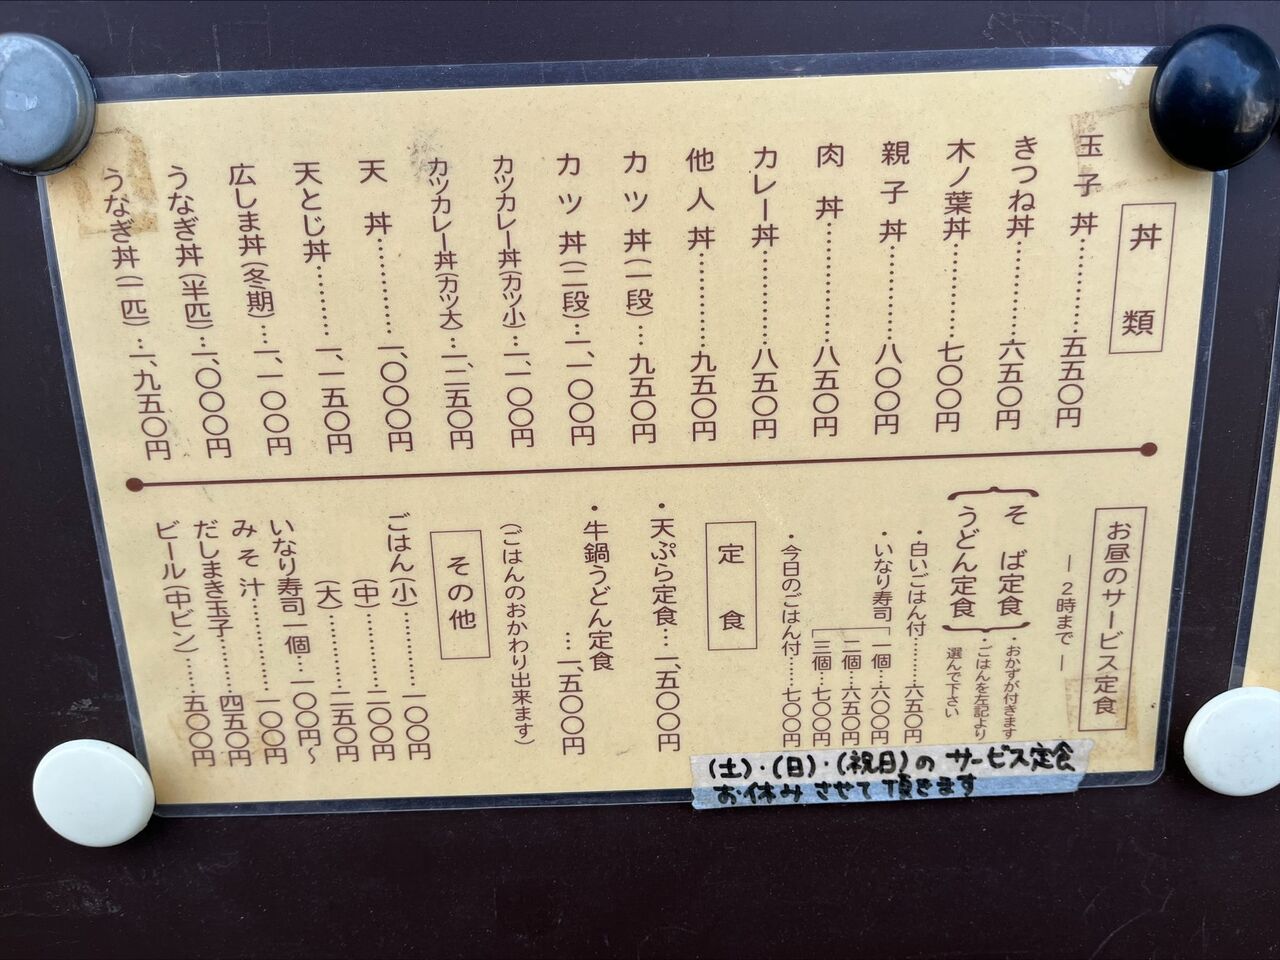 丼類
玉子丼…………五五〇円
きつね丼…………六五〇円
木ノ葉丼…………七〇〇円
親子丼…………八〇〇円
肉丼…………八五〇円
カレー丼…………八五〇円
他人丼…………九五〇円
カツ丼(一段)…九五〇円
カツ丼(二段)…一、一〇〇円
カツカレー丼(カツ小)…一、一〇〇円
カツカレー丼(カツ大)…一、二五〇円
天丼…………一、〇〇〇円
天とじ丼…………一、一五〇円
広しま丼(冬期)…一、一〇〇円
うなぎ丼(半匹)…一、〇〇〇円
うなぎ丼(一匹)…一、九五〇円
お昼のサービス定食
―2時まで―
そば定食
うどん定食
・おかずが付きます
・ごはんを左記より
選んで下さい
・白いごはん付……六五〇円
・いなり寿司 一個…六〇〇円
二個…六五〇円
三個…七〇〇円
・今日のごはん付……七〇〇円
定食
・天ぷら定食…一、五〇〇円
・牛鍋うどん定食
…一、五〇〇円
(ごはんのおかわり出来ます)
その他
ごはん(小)…………一〇〇円
(中)…………二〇〇円
(大)…………二五〇円
いなり寿司一個…一〇〇円〜
みそ汁…………一〇〇円
だしまき玉子……四五〇円
ビール(中ビン)……五〇〇円
(土)・(日)・(祝日)の サービス定食
お休み させて 頂きます